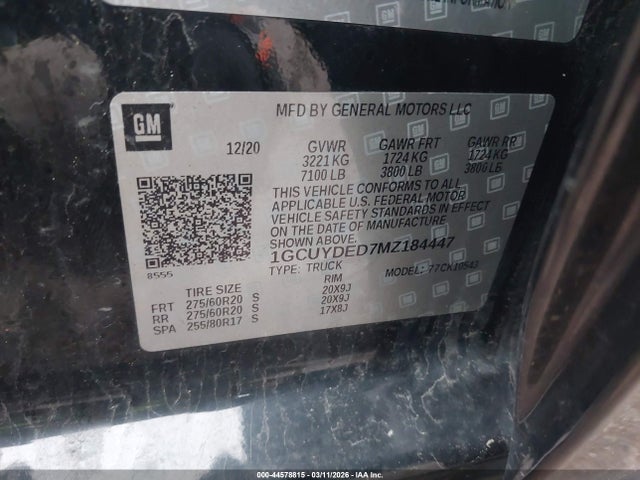 GM
MFD BY GENERAL MOTORS LLC
12/20 GVWR GAWR FRT GAWR RR
3221 KG 1724 KG 1724 KG
7100 LB 3800 LB 3800 LB
THIS VEHICLE CONFORMS TO ALL
APPLICABLE U.S. FEDERAL MOTOR
VEHICLE SAFETY STANDARDS IN EFFECT
ON THE DATE OF MANUFACTURE
SHOWN ABOVE.
1GCUYDED7MZ184447
8555
TYPE: TRUCK MODEL: 77CK10543
TIRE SIZE RIM
FRT 275/60R20 S 20X9J
RR 275/60R20 S 20X9J
SPA 255/80R17 S 17X8J
000-44578815 - 03/11/2026 - IAA Inc. (C)